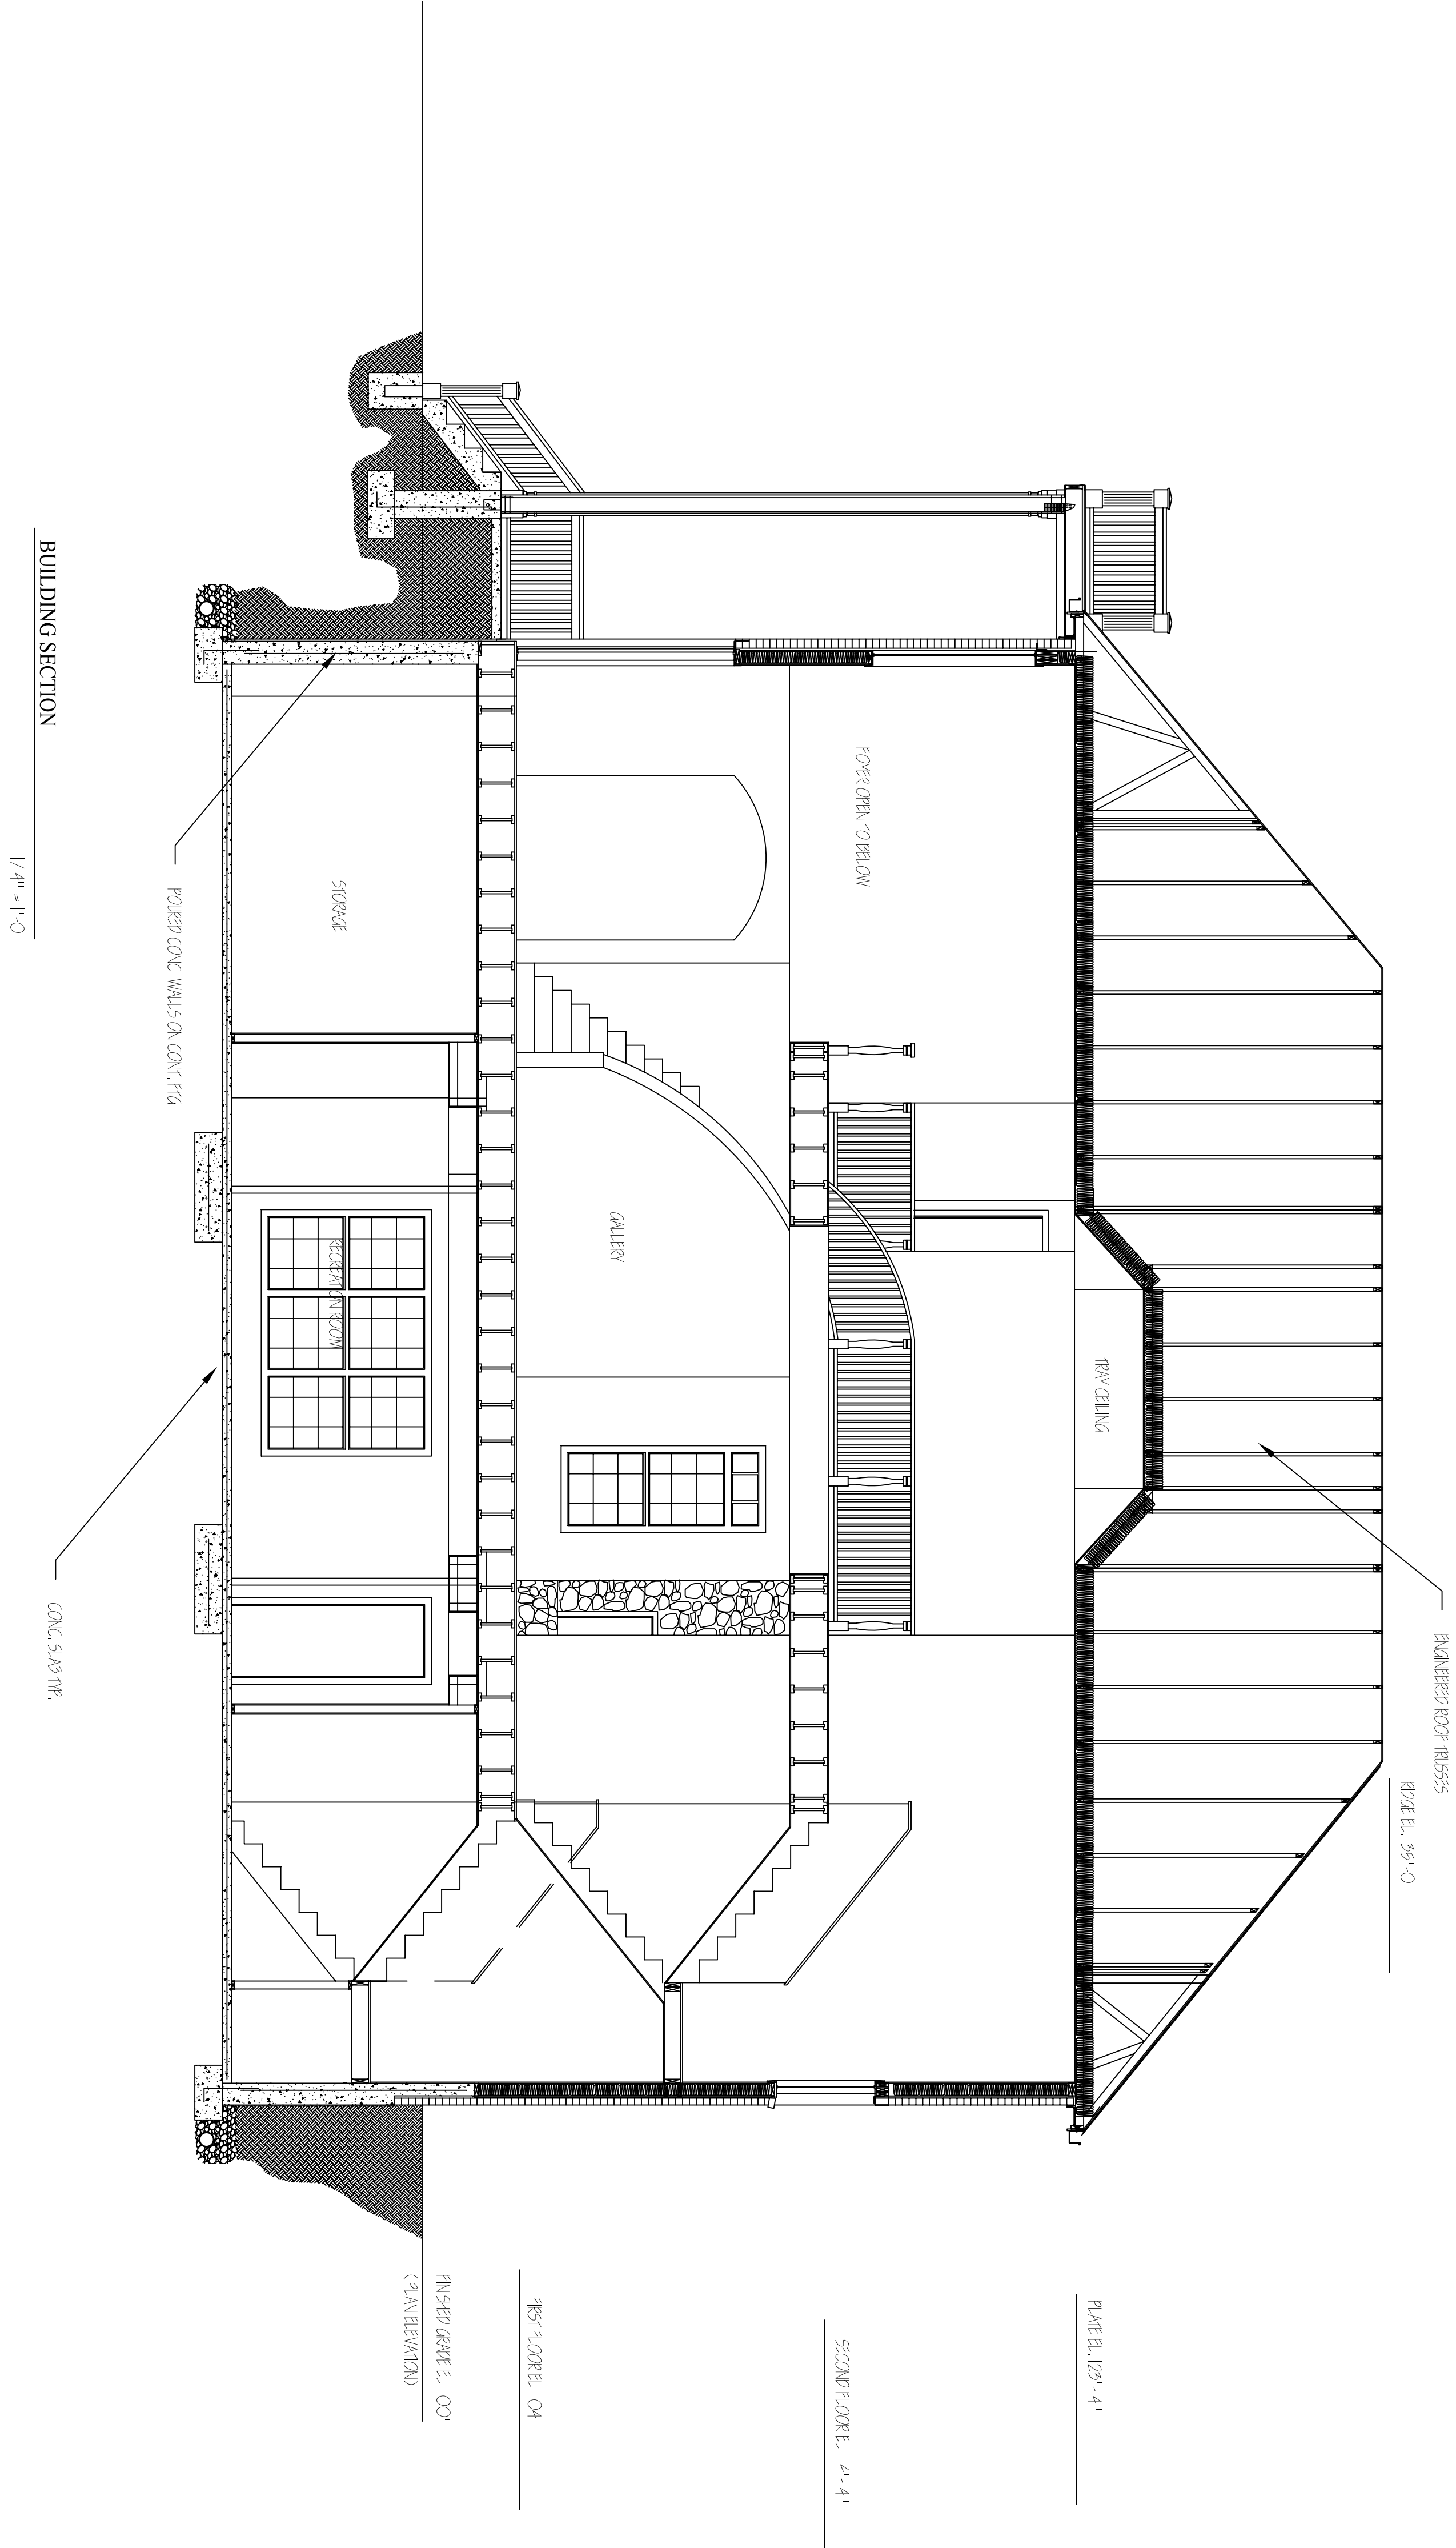 ENGINEERED ROOF TRUSSES
RIDGE EL. 135'-0"
TRAY CEILING
PLATE EL. 123' - 4"
FOYER OPEN TO BELOW
SECOND FLOOR EL. 114' - 4"
GALLERY
FIRST FLOOR EL. 104'
FINISHED GRADE EL. 100'
( PLAN ELEVATION)
STORAGE
RECREATION ROOM
POURED CONC. WALLS ON CONT. FTG.
CONC. SLAB TYP.
BUILDING SECTION
1/4" = 1'-0"